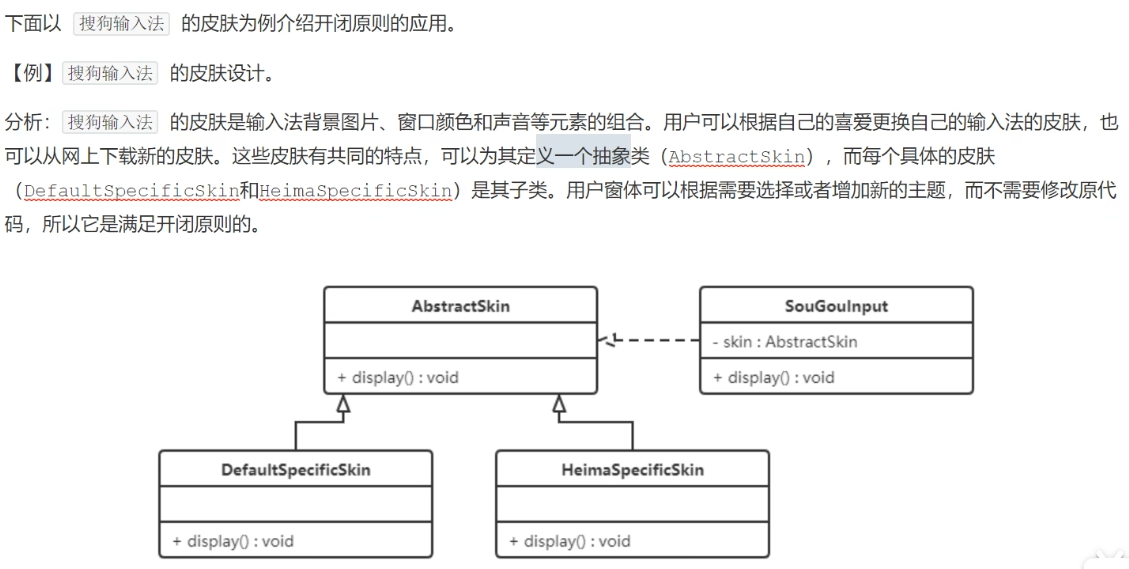 下面以 搜狗输入法 的皮肤为例介绍开闭原则的应用。
【例】搜狗输入法 的皮肤设计。
分析：搜狗输入法 的皮肤是输入法背景图片、窗口颜色和声音等元素的组合。用户可以根据自己的喜爱更换自己的输入法的皮肤，也
可以从网上下载新的皮肤。这些皮肤有共同的特点，可以为其定义一个抽象类（AbstractSkin），而每个具体的皮肤
（DefaultSpecificSkin和HeimaSpecificSkin）是其子类。用户窗体可以根据需要选择或者增加新的主题，而不需要修改原代
码，所以它是满足开闭原则的。
AbstractSkin
+ display() : void
SouGouInput
- skin : AbstractSkin
+ display() : void
DefaultSpecificSkin
+ display() : void
HeimaSpecificSkin
+ display() : void